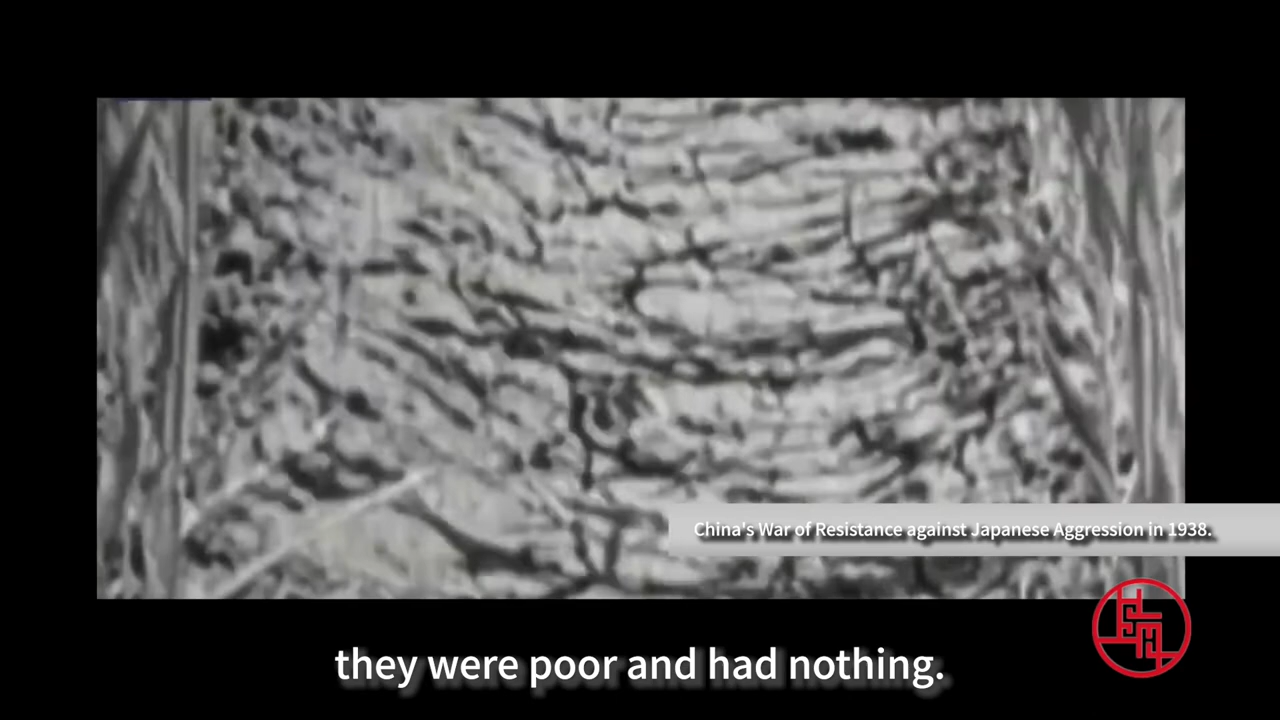 China's War of Resistance against Japanese Aggression in 1938.
they were poor and had nothing.